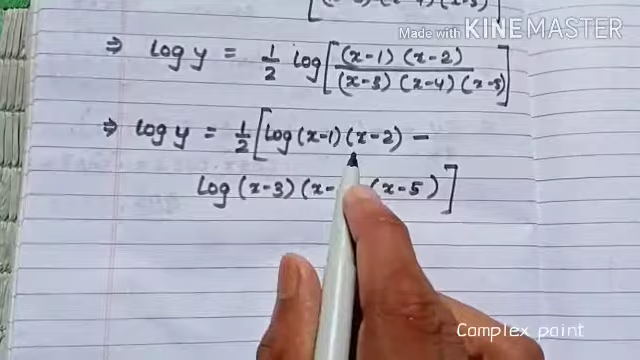 Made with KINEMASTER
⇒ log y = 1/2 log[(x-1) (x-2) / (x-3) (x-4) (x-5)]
⇒ log y = 1/2 [log(x-1) (x-2) -
log (x-3) (x- (x-5)]
Complex point